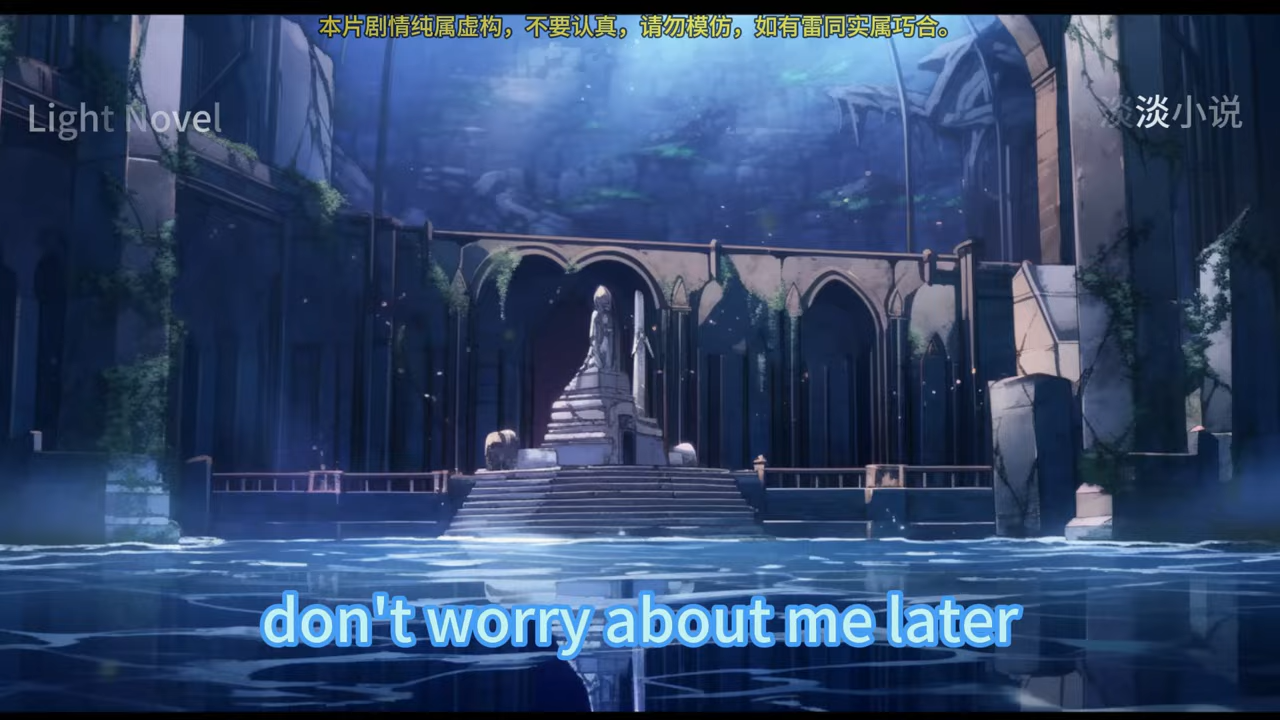 本片剧情纯属虚构，不要认真，请勿模仿，如有雷同实属巧合。
Light Novel
淡淡小说
don't worry about me later